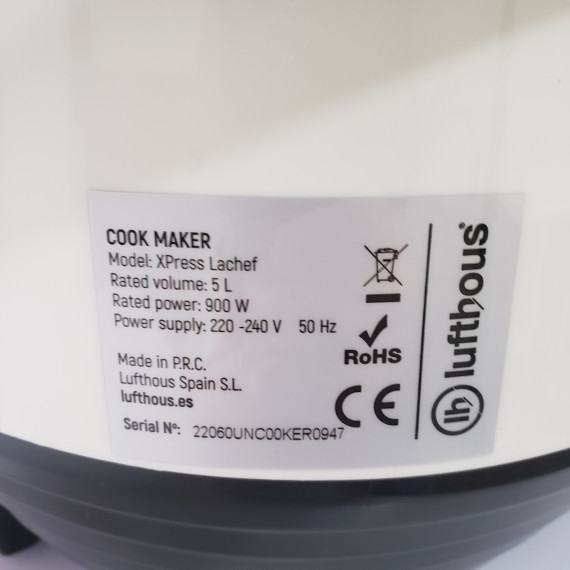 COOK MAKER
Model: XPress Lachef
Rated volume: 5 L
Rated power: 900 W
Power supply: 220 -240 V 50 Hz
Made in P.R.C.
Lufthous Spain S.L.
lufthous.es
Serial Nº: 22060UNC00KER0947
RoHS
CE
lh lufthous